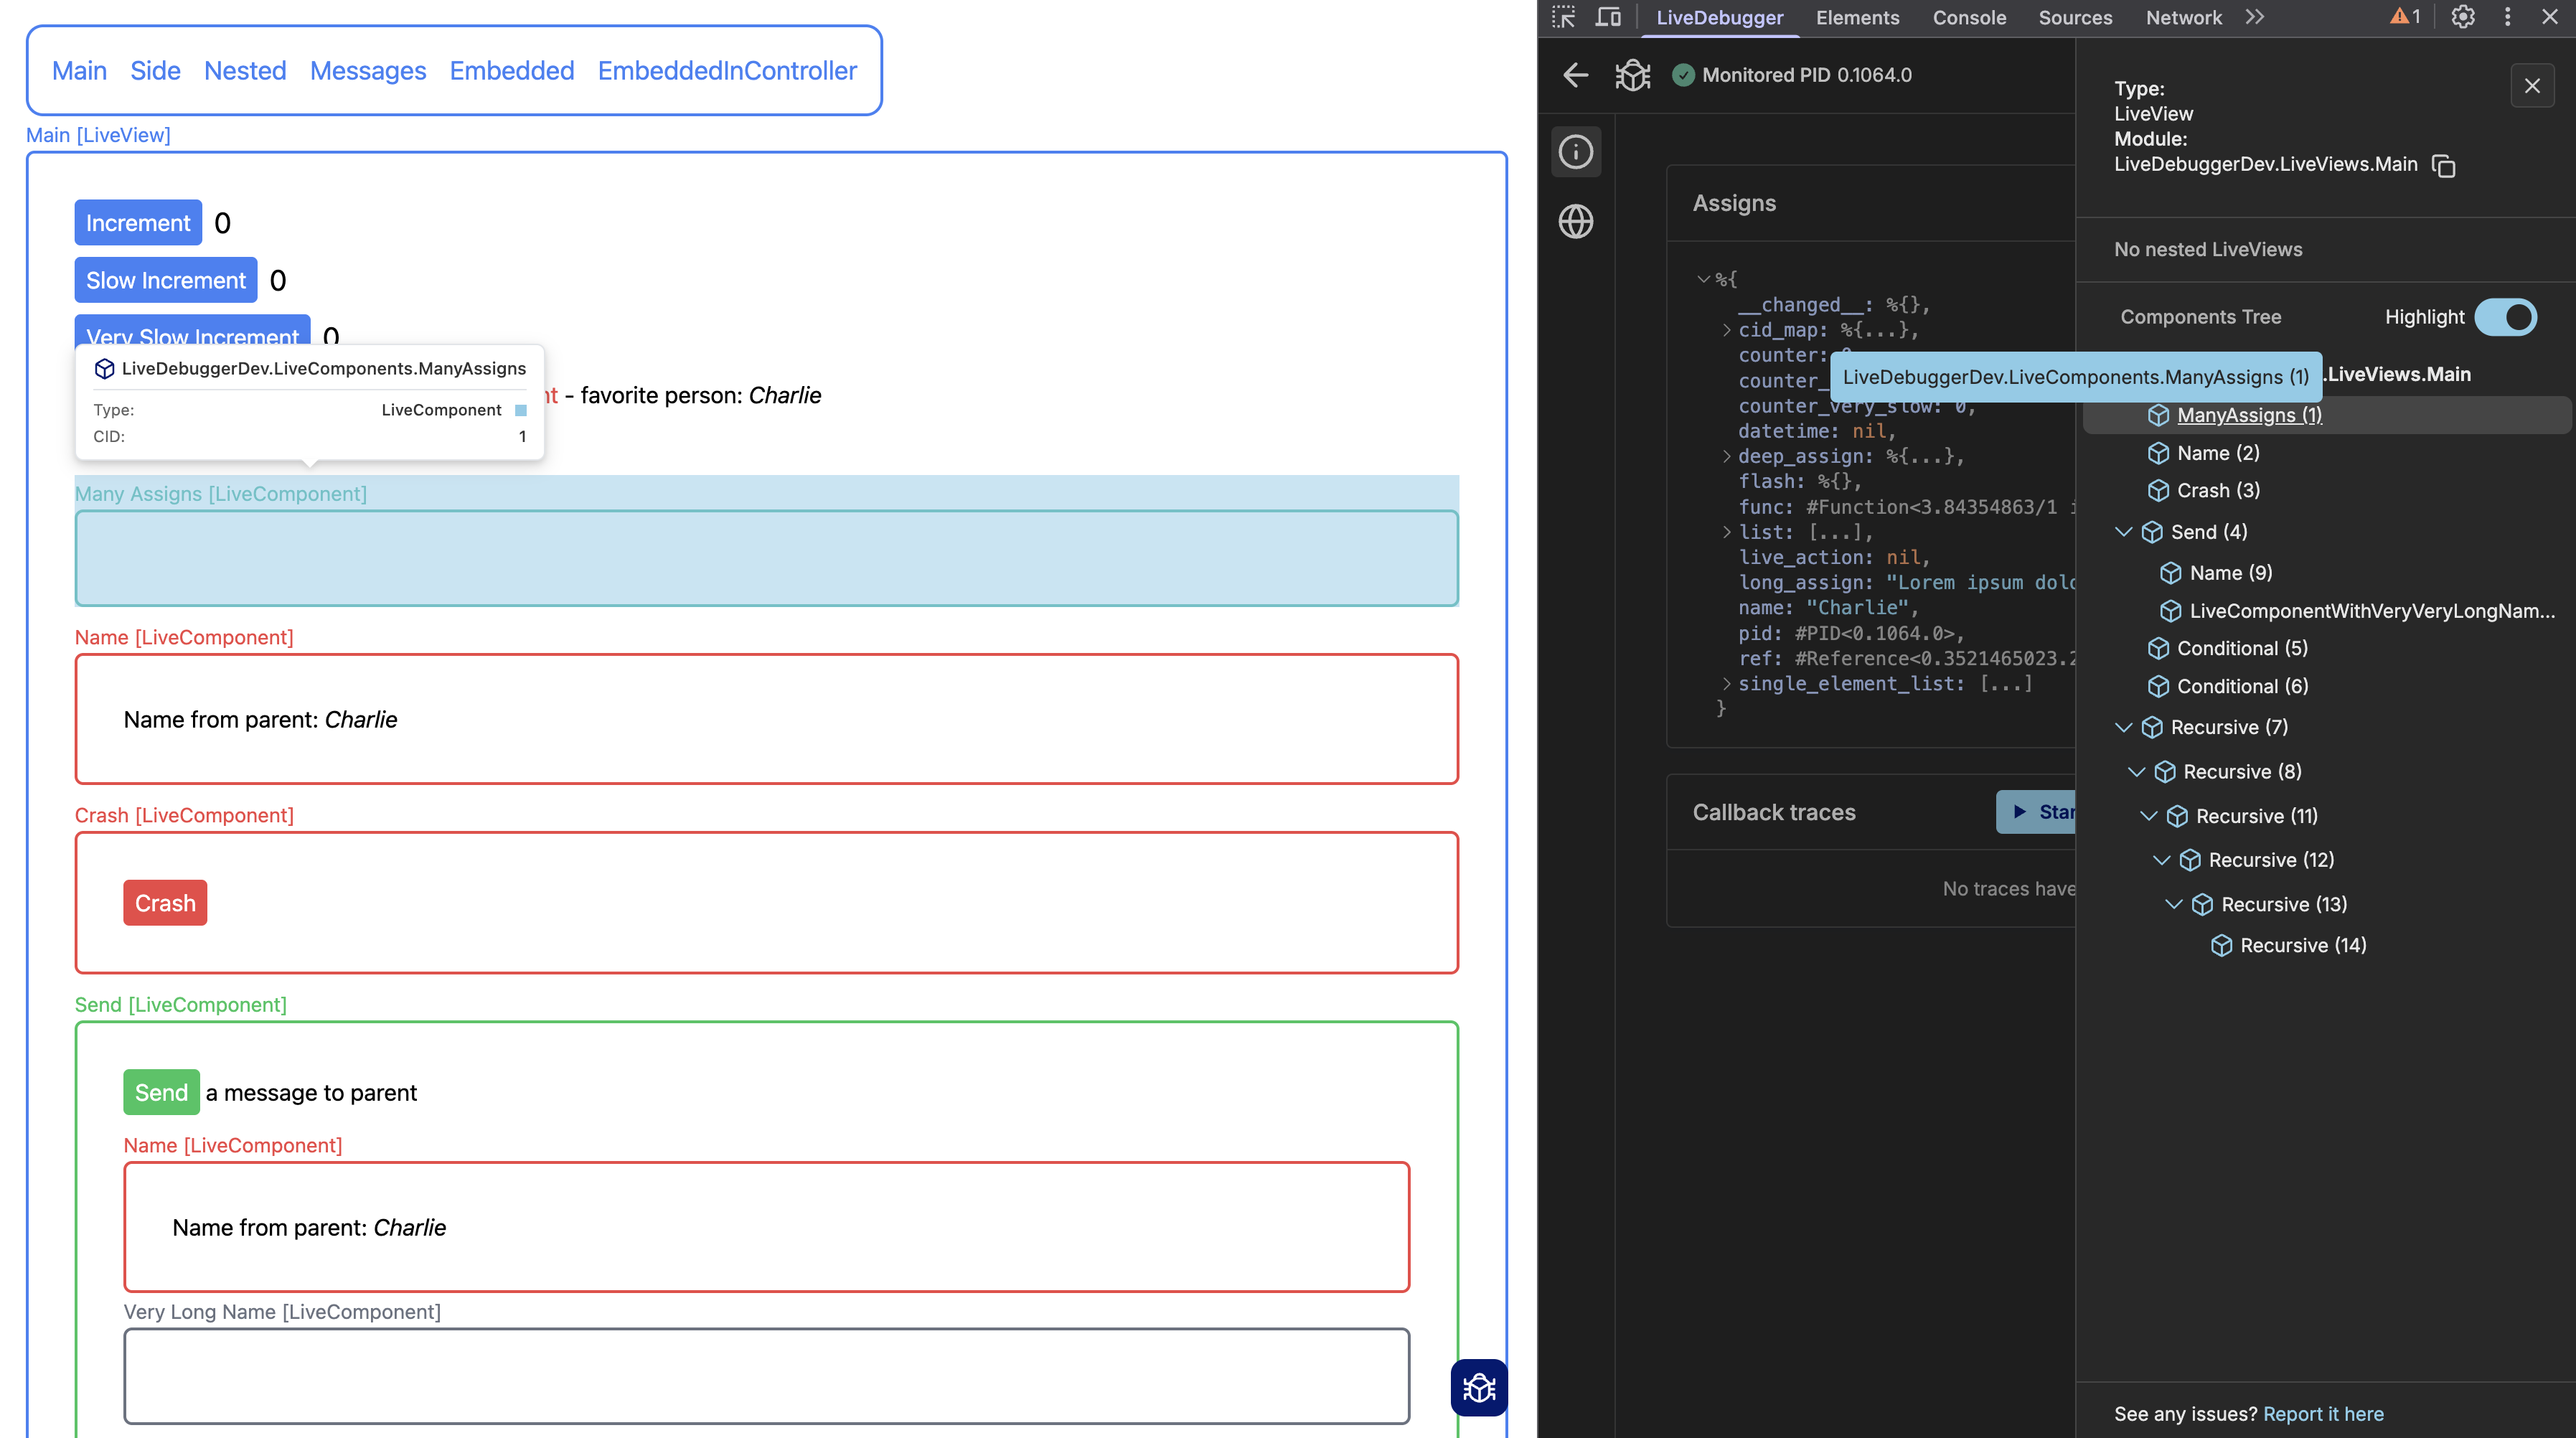 Main Side Nested Messages Embedded EmbeddedInController
Main [LiveView]
Increment 0
Slow Increment 0
Very Slow Increment 0
LiveDebuggerDev.LiveComponents.ManyAssigns
Type: LiveComponent
CID: 1
- favorite person: Charlie
Many Assigns [LiveComponent]
Name [LiveComponent]
Name from parent: Charlie
Crash [LiveComponent]
Crash
Send [LiveComponent]
Send a message to parent
Name [LiveComponent]
Name from parent: Charlie
Very Long Name [LiveComponent]
LiveDebugger Elements Console Sources Network 1
Monitored PID 0.1064.0
Assigns
%{
__changed__: %{},
cid_map: %{...},
counter:
counter_
counter_very_slow: 0,
datetime: nil,
deep_assign: %{...},
flash: %{},
func: #Function<3.84354863/1
list: [...],
live_action: nil,
long_assign: "Lorem ipsum dolo
name: "Charlie",
pid: #PID<0.1064.0>,
ref: #Reference<0.3521465023.2
single_element_list: [...]
}
Callback traces
Star
No traces have
Type:
LiveView
Module:
LiveDebuggerDev.LiveViews.Main
No nested LiveViews
Components Tree Highlight
LiveDebuggerDev.LiveComponents.ManyAssigns (1)
.LiveViews.Main
ManyAssigns (1)
Name (2)
Crash (3)
Send (4)
Name (9)
LiveComponentWithVeryVeryLongNam...
Conditional (5)
Conditional (6)
Recursive (7)
Recursive (8)
Recursive (11)
Recursive (12)
Recursive (13)
Recursive (14)
See any issues? Report it here